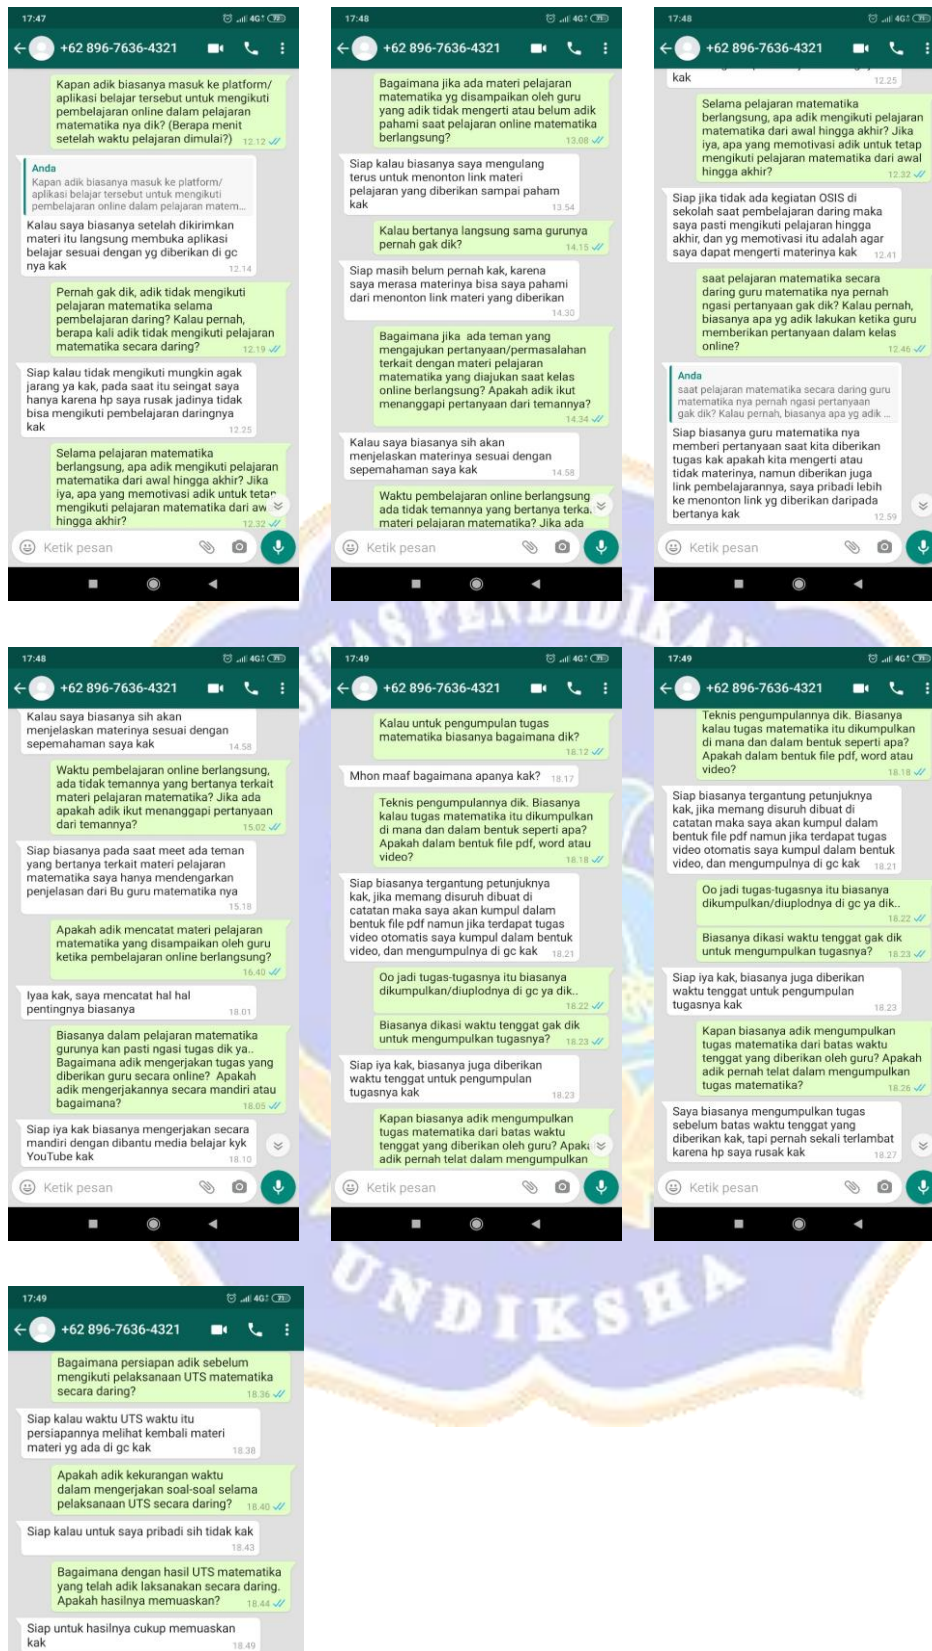 17:47
+62 896-7636-4321
Kapan adik biasanya masuk ke platform/
aplikasi belajar tersebut untuk mengikuti
pembelajaran online dalam pelajaran
matematika nya dik? (Berapa menit
setelah waktu pelajaran dimulai?) 12.12
Anda
Kapan adik biasanya masuk ke platform/
aplikasi belajar tersebut untuk mengikuti
pembelajaran online dalam pelajaran matem...
Kalau saya biasanya setelah dikirimkan
materi itu langsung membuka aplikasi
belajar sesuai dengan yg diberikan di gc
nya kak 12.14
Pernah gak dik, adik tidak mengikuti
pelajaran matematika selama
pembelajaran daring? Kalau pernah,
berapa kali adik tidak mengikuti pelajaran
matematika secara daring? 12.19
Siap kalau tidak mengikuti mungkin agak
jarang ya kak, pada saat itu seingat saya
hanya karena hp saya rusak jadinya tidak
bisa mengikuti pembelajaran daringnya
kak 12.25
Selama pelajaran matematika
berlangsung, apa adik mengikuti pelajaran
matematika dari awal hingga akhir? Jika
iya, apa yang memotivasi adik untuk tetap
mengikuti pelajaran matematika dari aw
hingga akhir? 12.32
Ketik pesan
17:48
+62 896-7636-4321
Bagaimana jika ada materi pelajaran
matematika yg disampaikan oleh guru
yang adik tidak mengerti atau belum adik
pahami saat pelajaran online matematika
berlangsung? 13.08
Siap kalau biasanya saya mengulang
terus untuk menonton link materi
pelajaran yang diberikan sampai paham
kak 13.54
Kalau bertanya langsung sama gurunya
pernah gak dik? 14.15
Siap masih belum pernah kak, karena
saya merasa materinya bisa saya pahami
dari menonton link materi yang diberikan
14.30
Bagaimana jika ada teman yang
mengajukan pertanyaan/permasalahan
terkait dengan materi pelajaran
matematika yang diajukan saat kelas
online berlangsung? Apakah adik ikut
menanggapi pertanyaan dari temannya?
14.34
Kalau saya biasanya sih akan
menjelaskan materinya sesuai dengan
sepemahaman saya kak 14.58
Waktu pembelajaran online berlangsung
ada tidak temannya yang bertanya terka
materi pelajaran matematika? Jika ada
Ketik pesan
17:48
+62 896-7636-4321
kak 12.25
Selama pelajaran matematika
berlangsung, apa adik mengikuti pelajaran
matematika dari awal hingga akhir? Jika
iya, apa yang memotivasi adik untuk tetap
mengikuti pelajaran matematika dari awal
hingga akhir? 12.32
Siap jika tidak ada kegiatan OSIS di
sekolah saat pembelajaran daring maka
saya pasti mengikuti pelajaran hingga
akhir, dan yg memotivasi itu adalah agar
saya dapat mengerti materinya kak 12.41
saat pelajaran matematika secara
daring guru matematika nya pernah
ngasi pertanyaan gak dik? Kalau pernah,
biasanya apa yg adik lakukan ketika guru
memberikan pertanyaan dalam kelas
online? 12.46
Anda
saat pelajaran matematika secara daring guru
matematika nya pernah ngasi pertanyaan
gak dik? Kalau pernah, biasanya apa yg adik ...
Siap biasanya guru matematika nya
memberi pertanyaan saat kita diberikan
tugas kak apakah kita mengerti atau
tidak materinya, namun diberikan juga
link pembelajarannya, saya pribadi lebih
ke menonton link yg diberikan daripada
bertanya kak 12.59
Ketik pesan
17:48
+62 896-7636-4321
Kalau saya biasanya sih akan
menjelaskan materinya sesuai dengan
sepemahaman saya kak 14.58
Waktu pembelajaran online berlangsung,
ada tidak temannya yang bertanya terkait
materi pelajaran matematika? Jika ada
apakah adik ikut menanggapi pertanyaan
dari temannya? 15.02
Siap biasanya pada saat meet ada teman
yang bertanya terkait materi pelajaran
matematika saya hanya mendengarkan
penjelasan dari Bu guru matematika nya
15.18
Apakah adik mencatat materi pelajaran
matematika yang disampaikan oleh guru
ketika pembelajaran online berlangsung?
16.40
Iyaa kak, saya mencatat hal hal
pentingnya biasanya 18.01
Biasanya dalam pelajaran matematika
gurunya kan pasti ngasi tugas dik ya..
Bagaimana adik mengerjakan tugas yang
diberikan guru secara online? Apakah
adik mengerjakannya secara mandiri atau
bagaimana? 18.05
Siap iya kak biasanya mengerjakan secara
mandiri dengan dibantu media belajar kyk
YouTube kak 18.10
Ketik pesan
17:49
+62 896-7636-4321
Kalau untuk pengumpulan tugas
matematika biasanya bagaimana dik?
18.12
Mhon maaf bagaimana apanya kak? 18.17
Teknis pengumpulannya dik. Biasanya
kalau tugas matematika itu dikumpulkan
di mana dan dalam bentuk seperti apa?
Apakah dalam bentuk file pdf, word atau
video? 18.18
Siap biasanya tergantung petunjuknya
kak, jika memang disuruh dibuat di
catatan maka saya akan kumpul dalam
bentuk file pdf namun jika terdapat tugas
video otomatis saya kumpul dalam bentuk
video, dan mengumpulnya di gc kak 18.21
Oo jadi tugas-tugasnya itu biasanya
dikumpulkan/diuplodnya di gc ya dik..
18.22
Biasanya dikasi waktu tenggat gak dik
untuk mengumpulkan tugasnya? 18.23
Siap iya kak, biasanya juga diberikan
waktu tenggat untuk pengumpulan
tugasnya kak 18.23
Kapan biasanya adik mengumpulkan
tugas matematika dari batas waktu
tenggat yang diberikan oleh guru? Apaka
adik pernah telat dalam mengumpulkan
Ketik pesan
17:49
+62 896-7636-4321
Teknis pengumpulannya dik. Biasanya
kalau tugas matematika itu dikumpulkan
di mana dan dalam bentuk seperti apa?
Apakah dalam bentuk file pdf, word atau
video? 18.18
Siap biasanya tergantung petunjuknya
kak, jika memang disuruh dibuat di
catatan maka saya akan kumpul dalam
bentuk file pdf namun jika terdapat tugas
video otomatis saya kumpul dalam bentuk
video, dan mengumpulnya di gc kak 18.21
Oo jadi tugas-tugasnya itu biasanya
dikumpulkan/diuplodnya di gc ya dik..
18.22
Biasanya dikasi waktu tenggat gak dik
untuk mengumpulkan tugasnya? 18.23
Siap iya kak, biasanya juga diberikan
waktu tenggat untuk pengumpulan
tugasnya kak 18.23
Kapan biasanya adik mengumpulkan
tugas matematika dari batas waktu
tenggat yang diberikan oleh guru? Apakah
adik pernah telat dalam mengumpulkan
tugas matematika? 18.26
Saya biasanya mengumpulkan tugas
sebelum batas waktu tenggat yang
diberikan kak, tapi pernah sekali terlambat
karena hp saya rusak kak 18.27
Ketik pesan
17:49
+62 896-7636-4321
Bagaimana persiapan adik sebelum
mengikuti pelaksanaan UTS matematika
secara daring? 18.36
Siap kalau waktu UTS waktu itu
persiapannya melihat kembali materi
materi yg ada di gc kak 18.38
Apakah adik kekurangan waktu
dalam mengerjakan soal-soal selama
pelaksanaan UTS secara daring? 18.40
Siap kalau untuk saya pribadi sih tidak kak
18.43
Bagaimana dengan hasil UTS matematika
yang telah adik laksanakan secara daring.
Apakah hasilnya memuaskan? 18.44
Siap untuk hasilnya cukup memuaskan
kak 18.49
PENDIDIKAN
UNDIKSHA